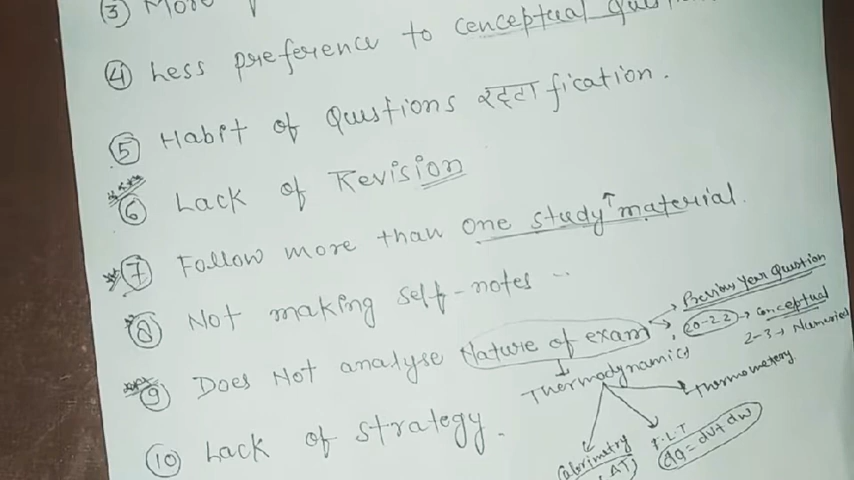 ③ More
④ Less preference to conceptual
⑤ Habit of Questions रट्टा fication.
⑥ Lack of Revision
⑦ Follow more than one study material.
⑧ Not making self-notes ..
⑨ Does Not analyse Nature of exam
Previous Year Question
20-22 → conceptual
2-3 → Numerical
Thermodynamics
Thermometery
Calorimetry
F.L.T
dQ = dU + dW
ΔT)
⑩ Lack of strategy.